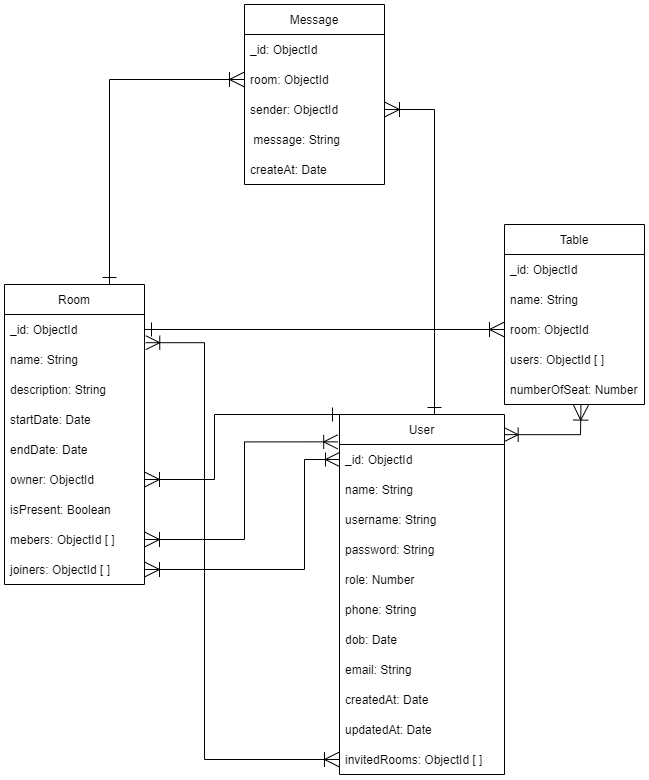 Message
_id: ObjectId
room: ObjectId
sender: ObjectId
message: String
createAt: Date
Table
_id: ObjectId
name: String
room: ObjectId
users: ObjectId [ ]
numberOfSeat: Number
Room
_id: ObjectId
name: String
description: String
startDate: Date
endDate: Date
owner: ObjectId
isPresent: Boolean
mebers: ObjectId [ ]
joiners: ObjectId [ ]
User
_id: ObjectId
name: String
username: String
password: String
role: Number
phone: String
dob: Date
email: String
createdAt: Date
updatedAt: Date
invitedRooms: ObjectId [ ]